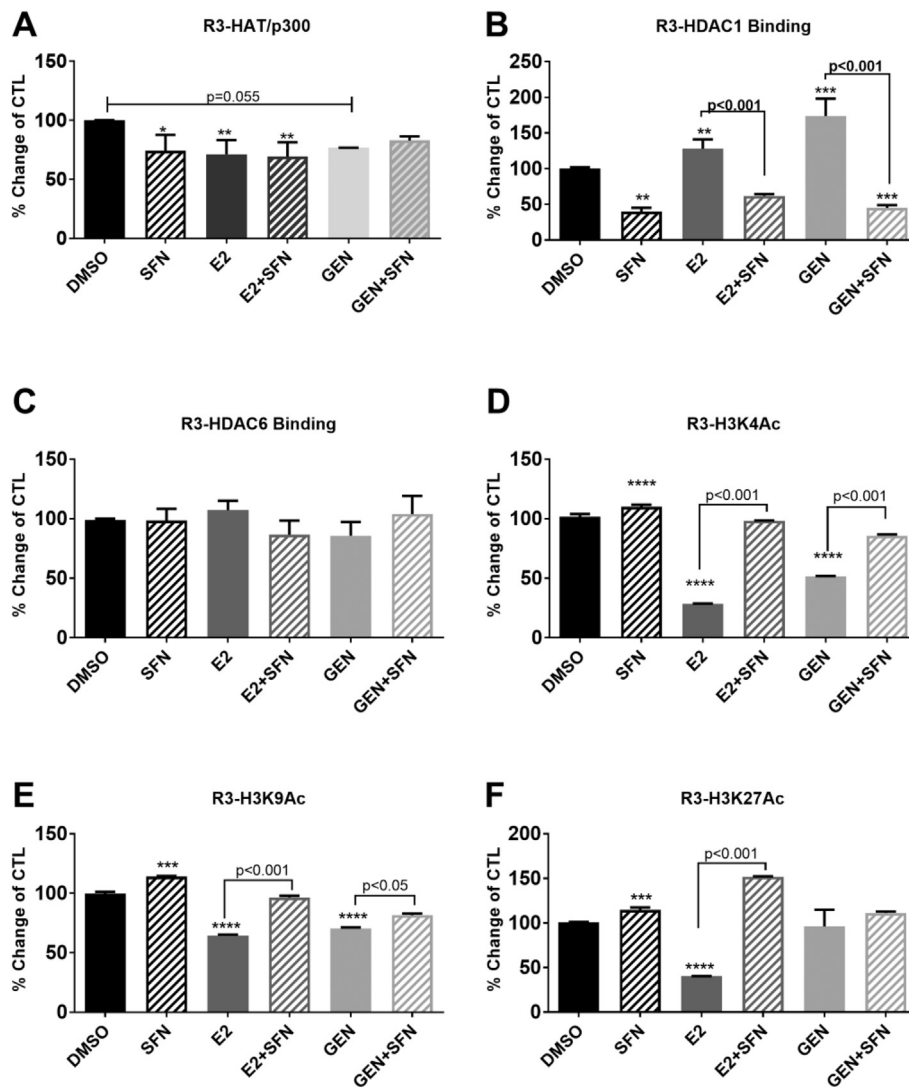 A
R3-HAT/p300
% Change of CTL
150
100
50
0
p=0.055
*
**
**
DMSO
SFN
E2
E2+SFN
GEN
GEN+SFN
B
R3-HDAC1 Binding
% Change of CTL
250
200
150
100
50
0
p<0.001
p<0.001
**
**
***
***
DMSO
SFN
E2
E2+SFN
GEN
GEN+SFN
C
R3-HDAC6 Binding
% Change of CTL
150
100
50
0
DMSO
SFN
E2
E2+SFN
GEN
GEN+SFN
D
R3-H3K4Ac
% Change of CTL
150
100
50
0
****
p<0.001
p<0.001
****
****
DMSO
SFN
E2
E2+SFN
GEN
GEN+SFN
E
R3-H3K9Ac
% Change of CTL
150
100
50
0
***
p<0.001
p<0.05
****
****
DMSO
SFN
E2
E2+SFN
GEN
GEN+SFN
F
R3-H3K27Ac
% Change of CTL
200
150
100
50
0
p<0.001
***
****
DMSO
SFN
E2
E2+SFN
GEN
GEN+SFN